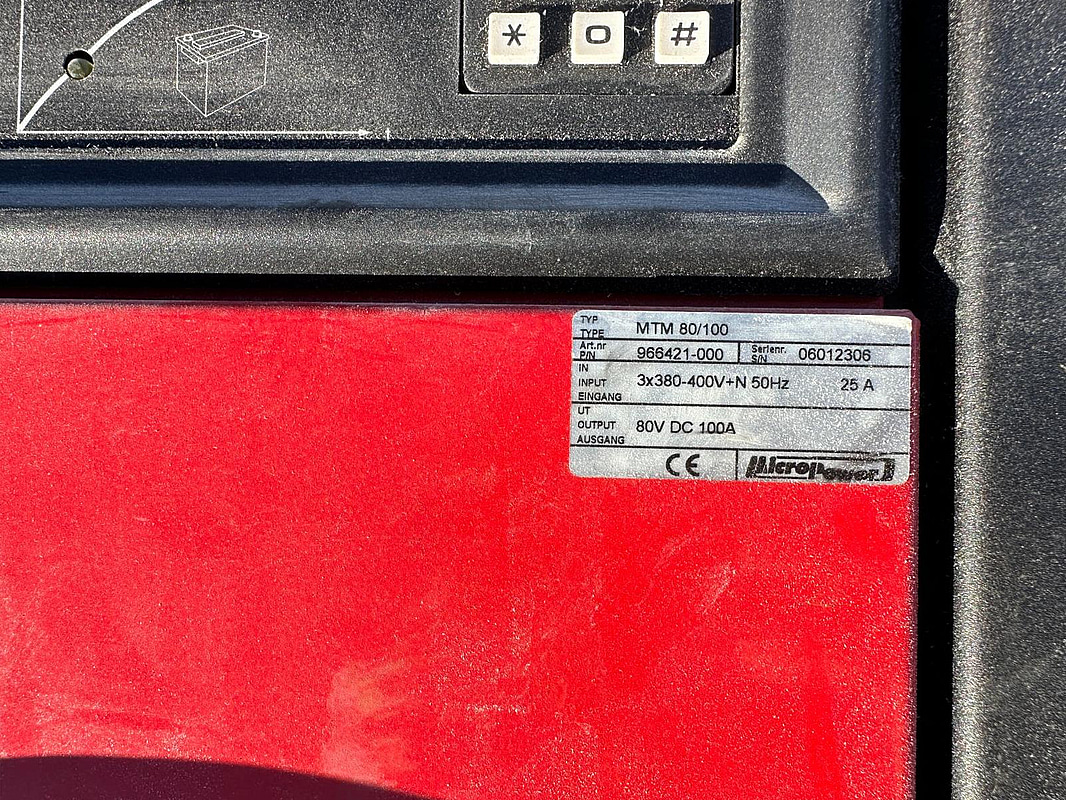 * 0 #
t
TYP
TYPE MTM 80/100
Art.nr
P/N 966421-000 Serienr.
S/N 06012306
IN
INPUT 3x380-400V+N 50Hz 25 A
EINGANG
UT
OUTPUT 80V DC 100A
AUSGANG
CE MicroPower